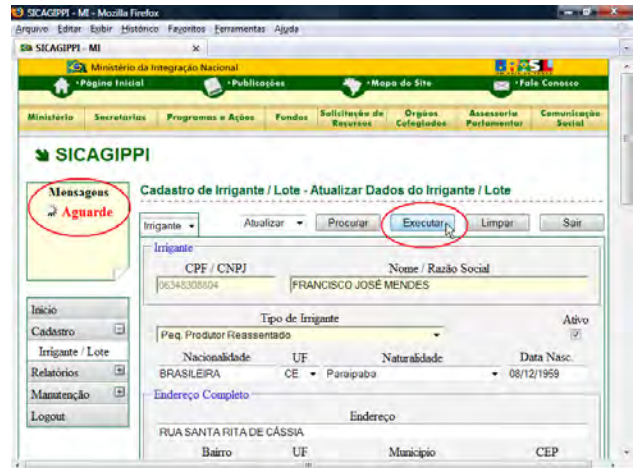 SICAGIPPI - MI - Mozilla Firefox
Arquivo Editar Exibir Histórico Favoritos Ferramentas Ajuda
SICAGIPPI - MI
Ministério da Integração Nacional
Página Inicial Publicações Mapa do Site Fale Conosco
Ministério Secretarias Programas e Ações Fundos Solicitação de Recursos Órgãos Colegiados Assessoria Parlamentar Comunicação Social
SICAGIPPI
Mensagens
Aguarde
Cadastro de Irrigante / Lote - Atualizar Dados do Irrigante / Lote
Irrigante Atualizar Procurar Executar Limpar Sair
Irrigante
CPF / CNPJ Nome / Razão Social
06348308804 FRANCISCO JOSÉ MENDES
Tipo de Irrigante Ativo
Peq. Produtor Reassentado
Nacionalidade UF Naturalidade Data Nasc.
BRASILEIRA CE Paraipaba 08/12/1959
Endereço Completo
Endereço
RUA SANTA RITA DE CÁSSIA
Bairro UF Município CEP
Início
Cadastro
Irrigante / Lote
Relatórios
Manutenção
Logout